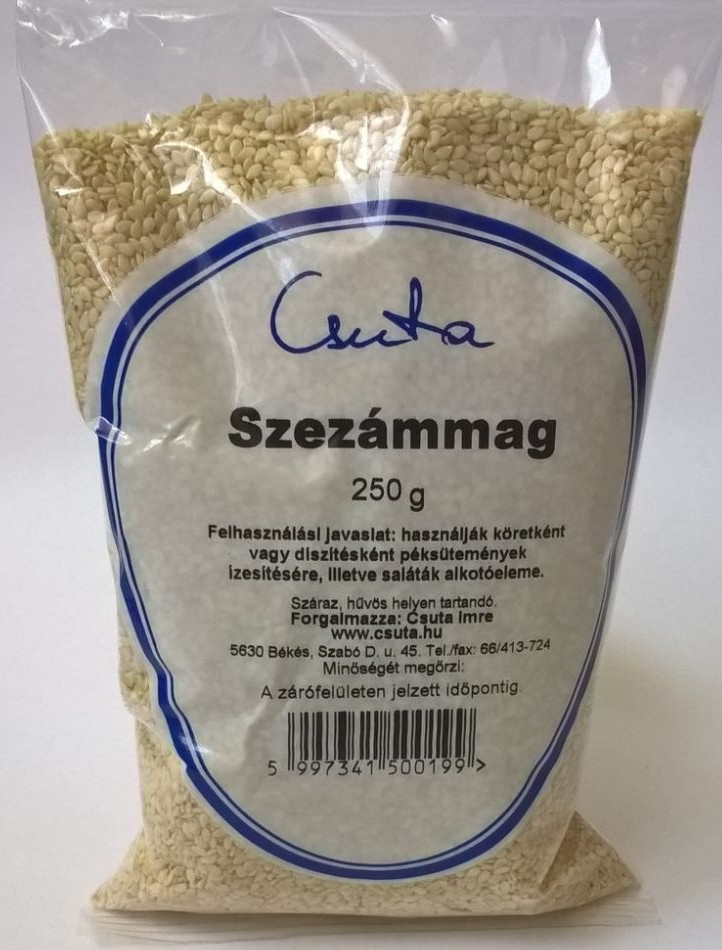 Csuta
Szezámmag
250 g
Felhasználási javaslat: használják köretként
vagy díszítésként péksütemények
ízesítésére, illetve saláták alkotóeleme.
Száraz, hűvös helyen tartandó.
Forgalmazza: Csuta Imre
www.csuta.hu
5630 Békés, Szabó D. u. 45. Tel./fax: 66/413-724
Minőségét megőrzi:
A zárófelületen jelzett időpontig
5 997341 500199 >